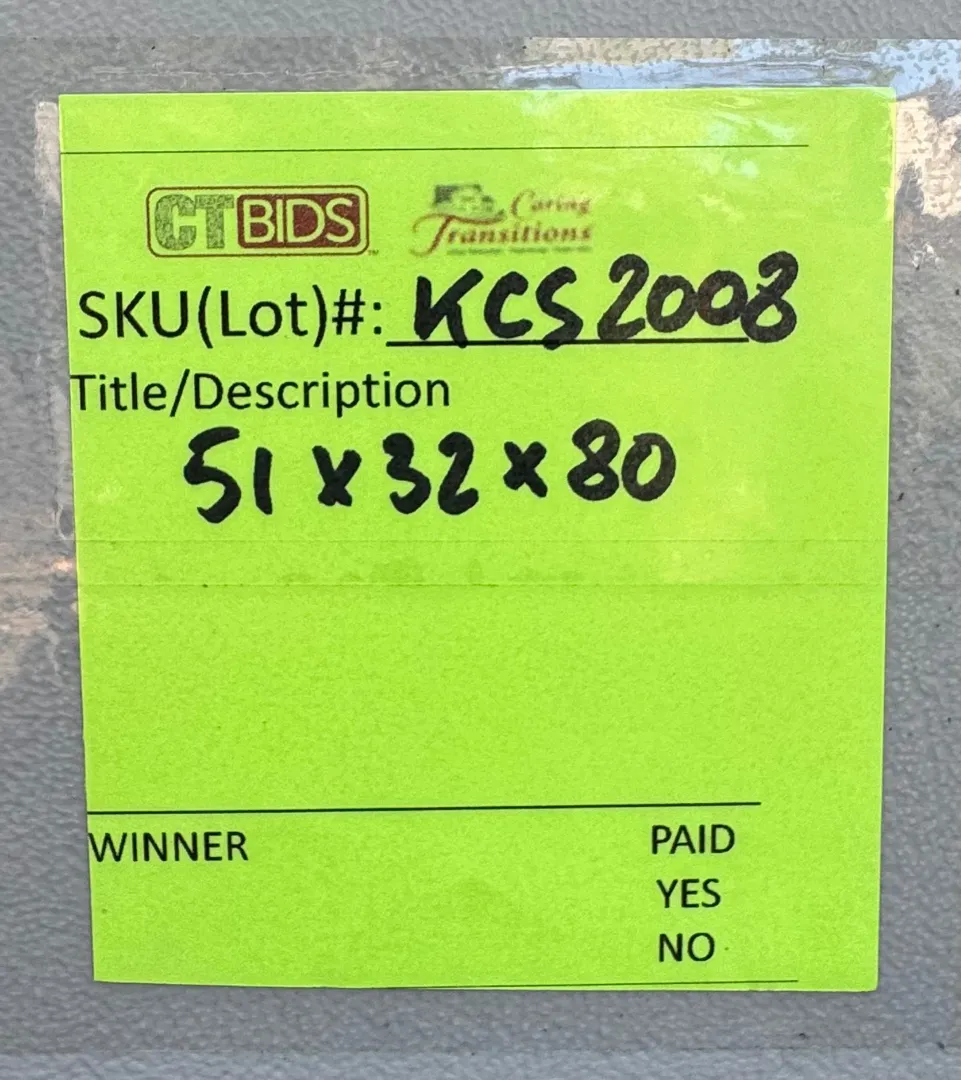 CTBIDS
Caring
Transitions
SKU(Lot)#: KCS2008
Title/Description
51 x 32 x 80
WINNER
PAID
YES
NO